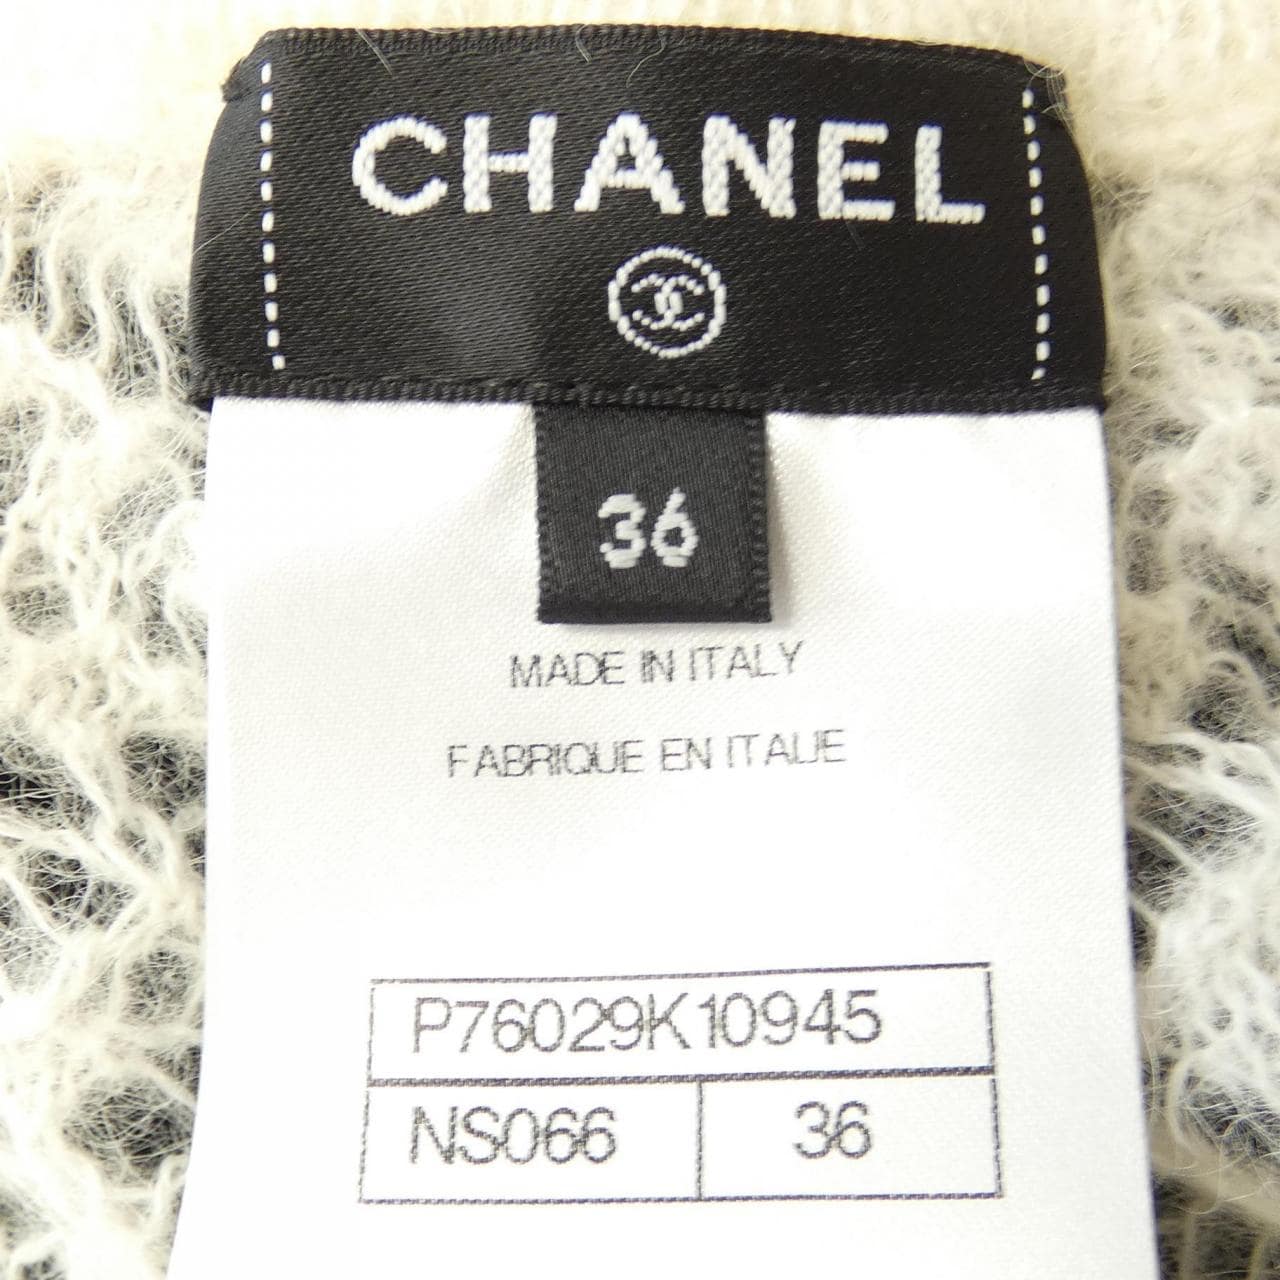 CHANEL
36
MADE IN ITALY
FABRIQUE EN ITALIE
P76029K10945
NS066 36